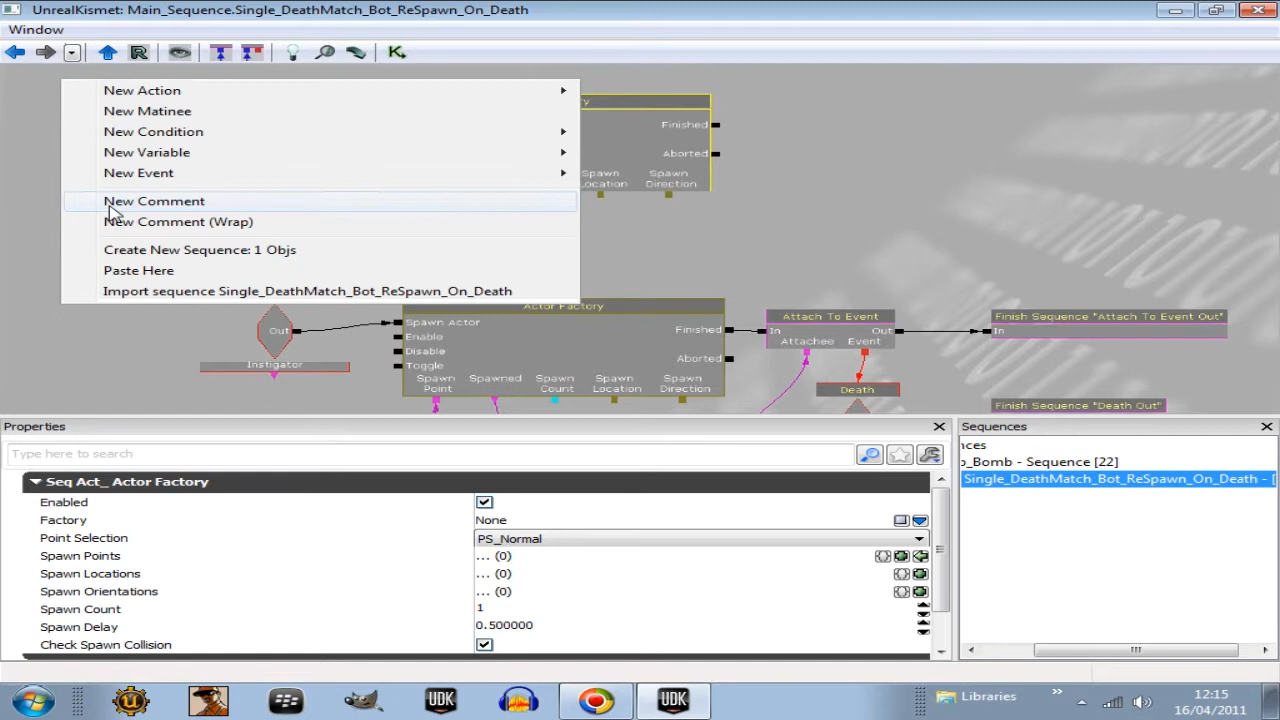 UnrealKismet: Main_Sequence.Single_DeathMatch_Bot_ReSpawn_On_Death
Window
New Action
New Matinee
New Condition
New Variable
New Event
New Comment
New Comment (Wrap)
Create New Sequence: 1 Objs
Paste Here
Import sequence Single_DeathMatch_Bot_ReSpawn_On_Death
Finished
Aborted
Spawn Direction
Out
Instigator
Actor Factory
Spawn Actor
Enable
Disable
Toggle
Finished
Aborted
Spawn Point
Spawned
Spawn Count
Spawn Location
Spawn Direction
Attach To Event
In
Out
Attachee
Event
Death
Finish Sequence "Attach To Event Out"
In
Finish Sequence "Death Out"
Properties
Type here to search
Seq Act_ Actor Factory
Enabled
Factory
None
Point Selection
PS_Normal
Spawn Points
... (0)
Spawn Locations
... (0)
Spawn Orientations
... (0)
Spawn Count
1
Spawn Delay
0.500000
Check Spawn Collision
Sequences
nces
o_Bomb - Sequence [22]
Single_DeathMatch_Bot_ReSpawn_On_Death - [
UDK
UDK
Libraries
12:15
16/04/2011